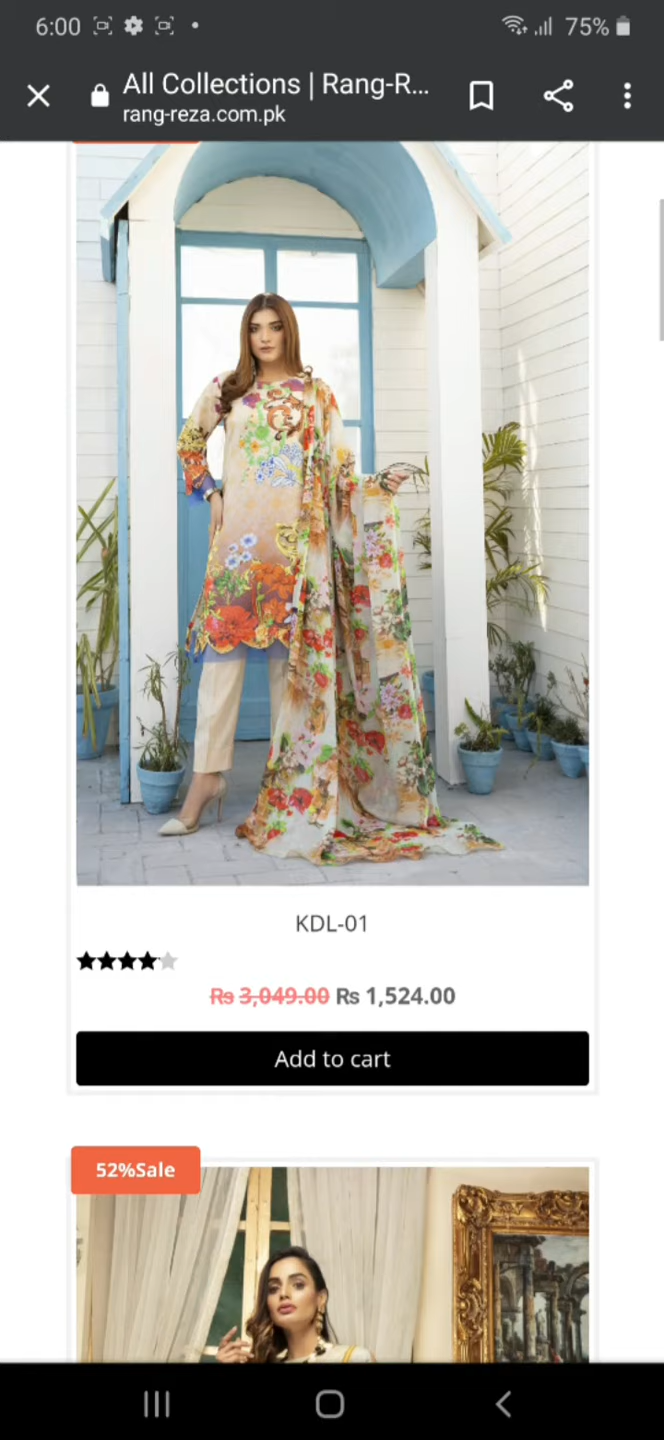 6:00
75%
All Collections | Rang-R...
rang-reza.com.pk
KDL-01
Rs 3,049.00 Rs 1,524.00
Add to cart
52%Sale